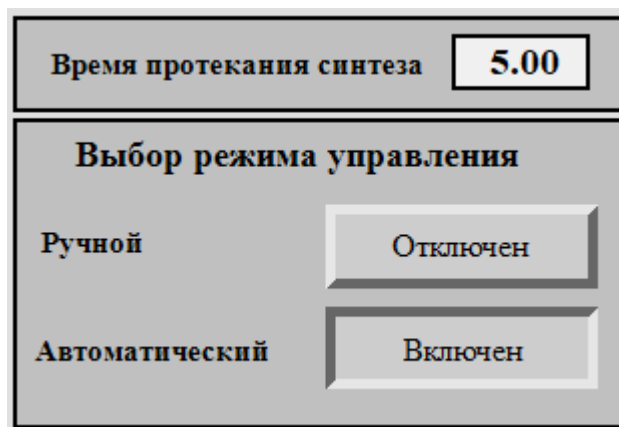 Время протекания синтеза 5.00
Выбор режима управления
Ручной Отключен
Автоматический Включен